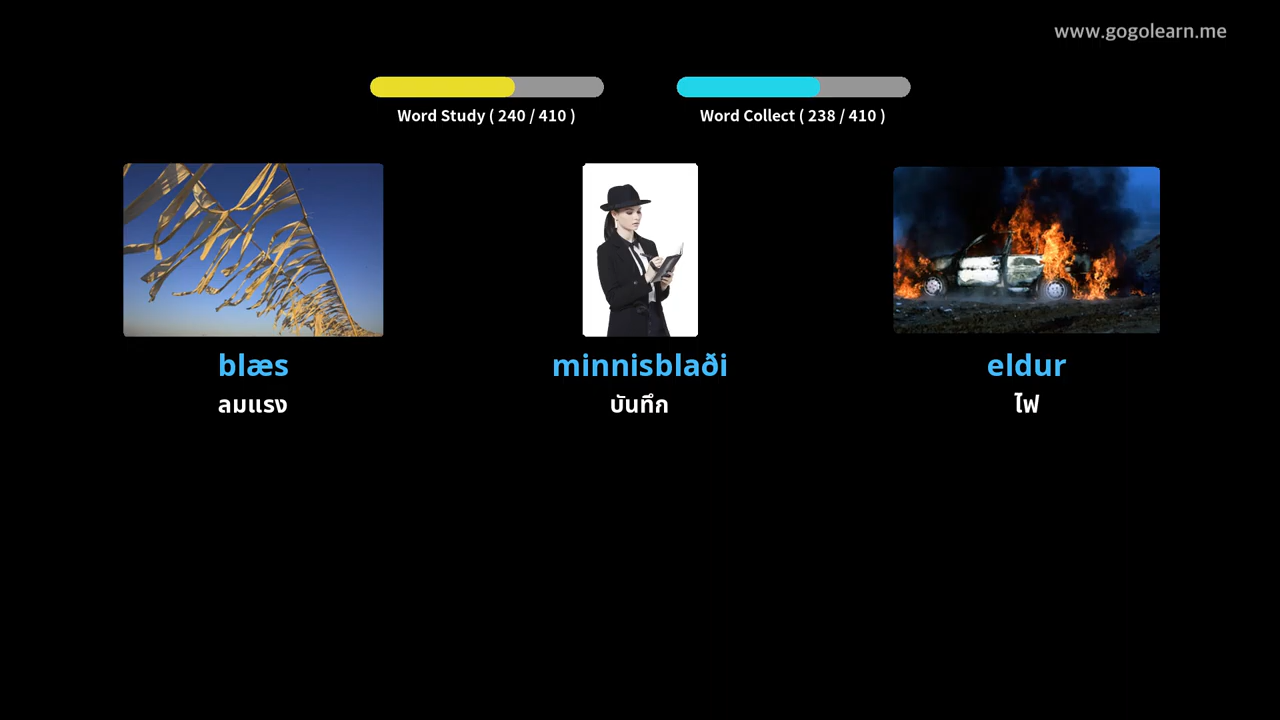 www.gogolearn.me
Word Study ( 240 / 410 )
Word Collect ( 238 / 410 )
blæs
minnisblaði
eldur
ลมแรง
บันทึก
ไฟ